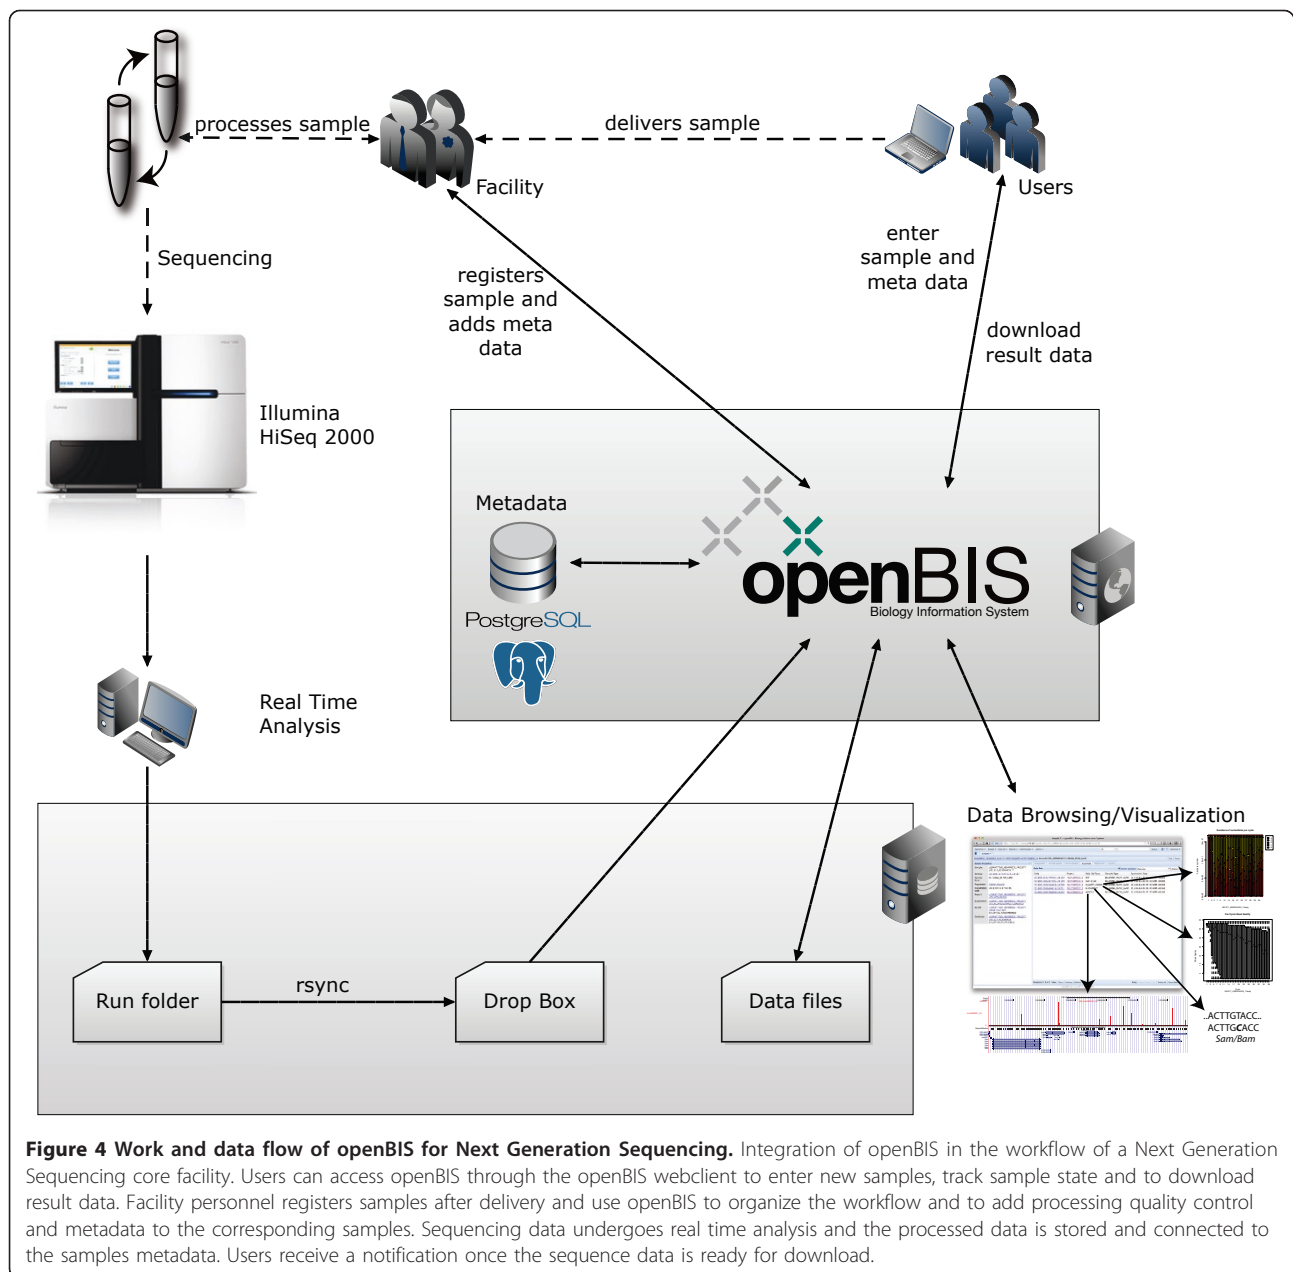 processes sample
delivers sample
Facility
Users
Sequencing
enter
sample and
meta data
registers
sample and
adds meta
data
download
result data
Illumina
HiSeq 2000
Metadata
PostgreSQL
openBIS
Biology Information System
Real Time
Analysis
Data Browsing/Visualization
Run folder
rsync
Drop Box
Data files
..ACTTGTACC..
ACTTGCACC
Sam/Bam
Figure 4 Work and data flow of openBIS for Next Generation Sequencing. Integration of openBIS in the workflow of a Next Generation
Sequencing core facility. Users can access openBIS through the openBIS webclient to enter new samples, track sample state and to download
result data. Facility personnel registers samples after delivery and use openBIS to organize the workflow and to add processing quality control
and metadata to the corresponding samples. Sequencing data undergoes real time analysis and the processed data is stored and connected to
the samples metadata. Users receive a notification once the sequence data is ready for download.